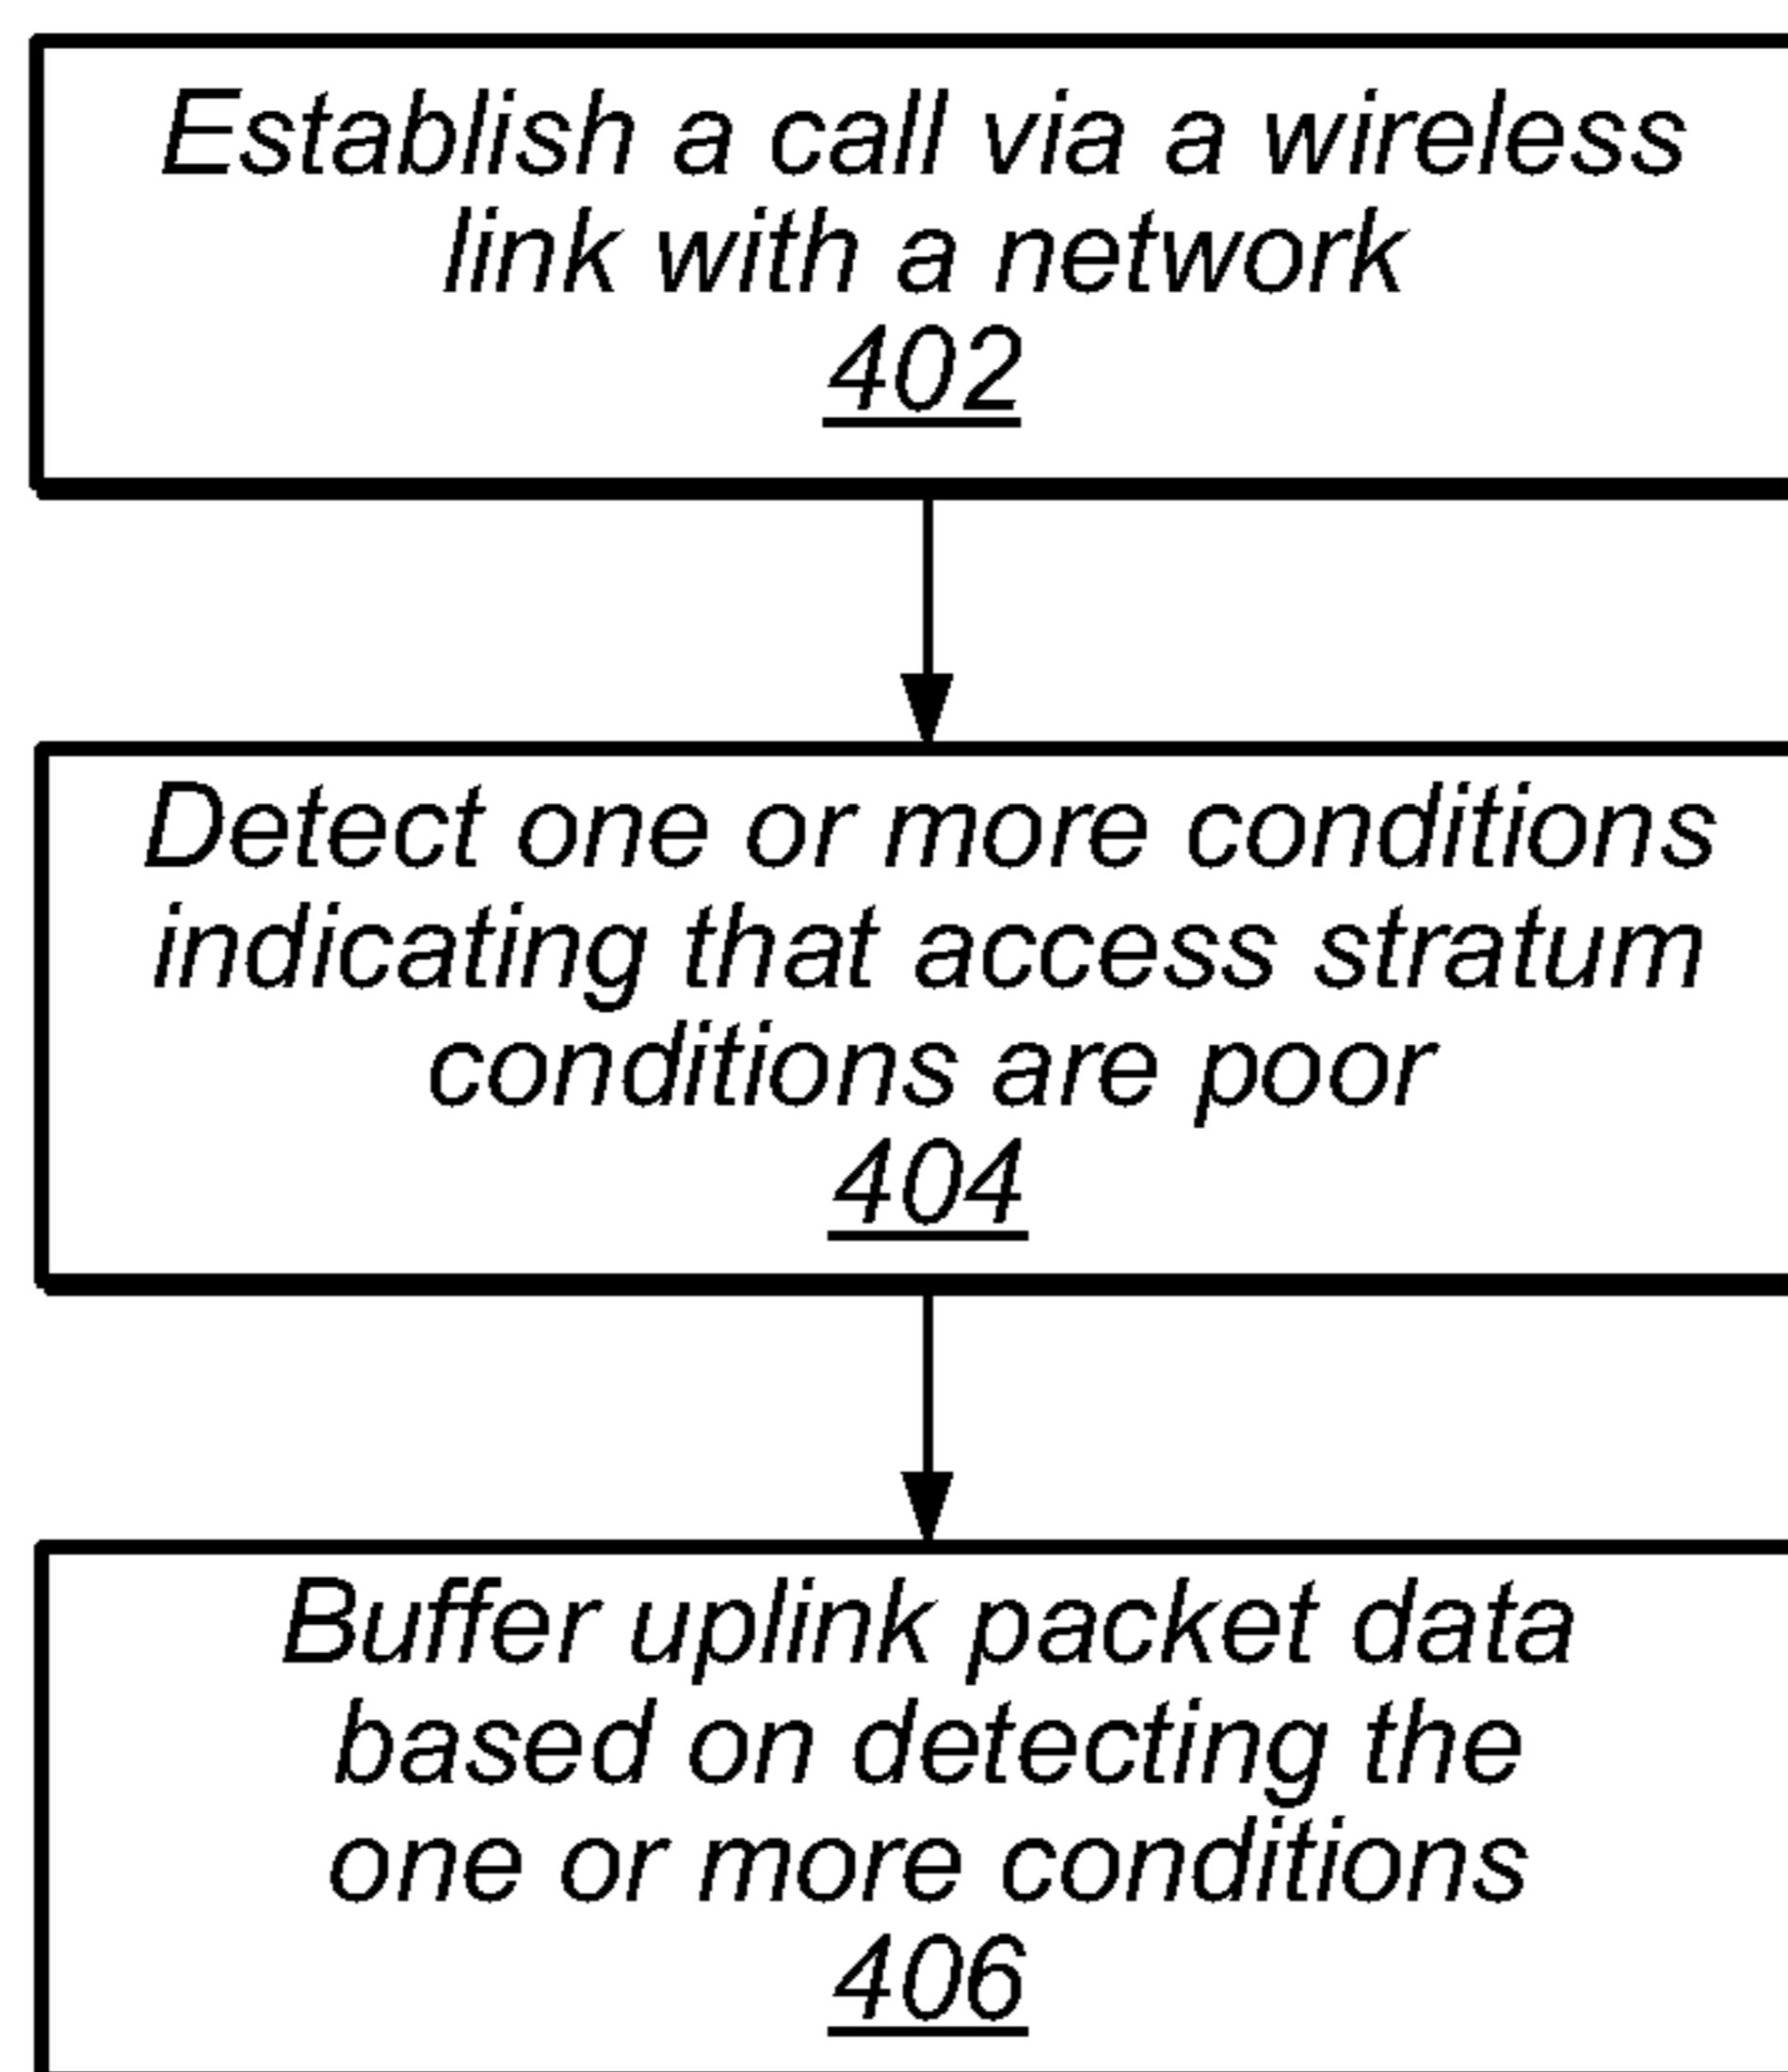 Establish a call via a wireless
link with a network
402
Detect one or more conditions
indicating that access stratum
conditions are poor
404
Buffer uplink packet data
based on detecting the
one or more conditions
406